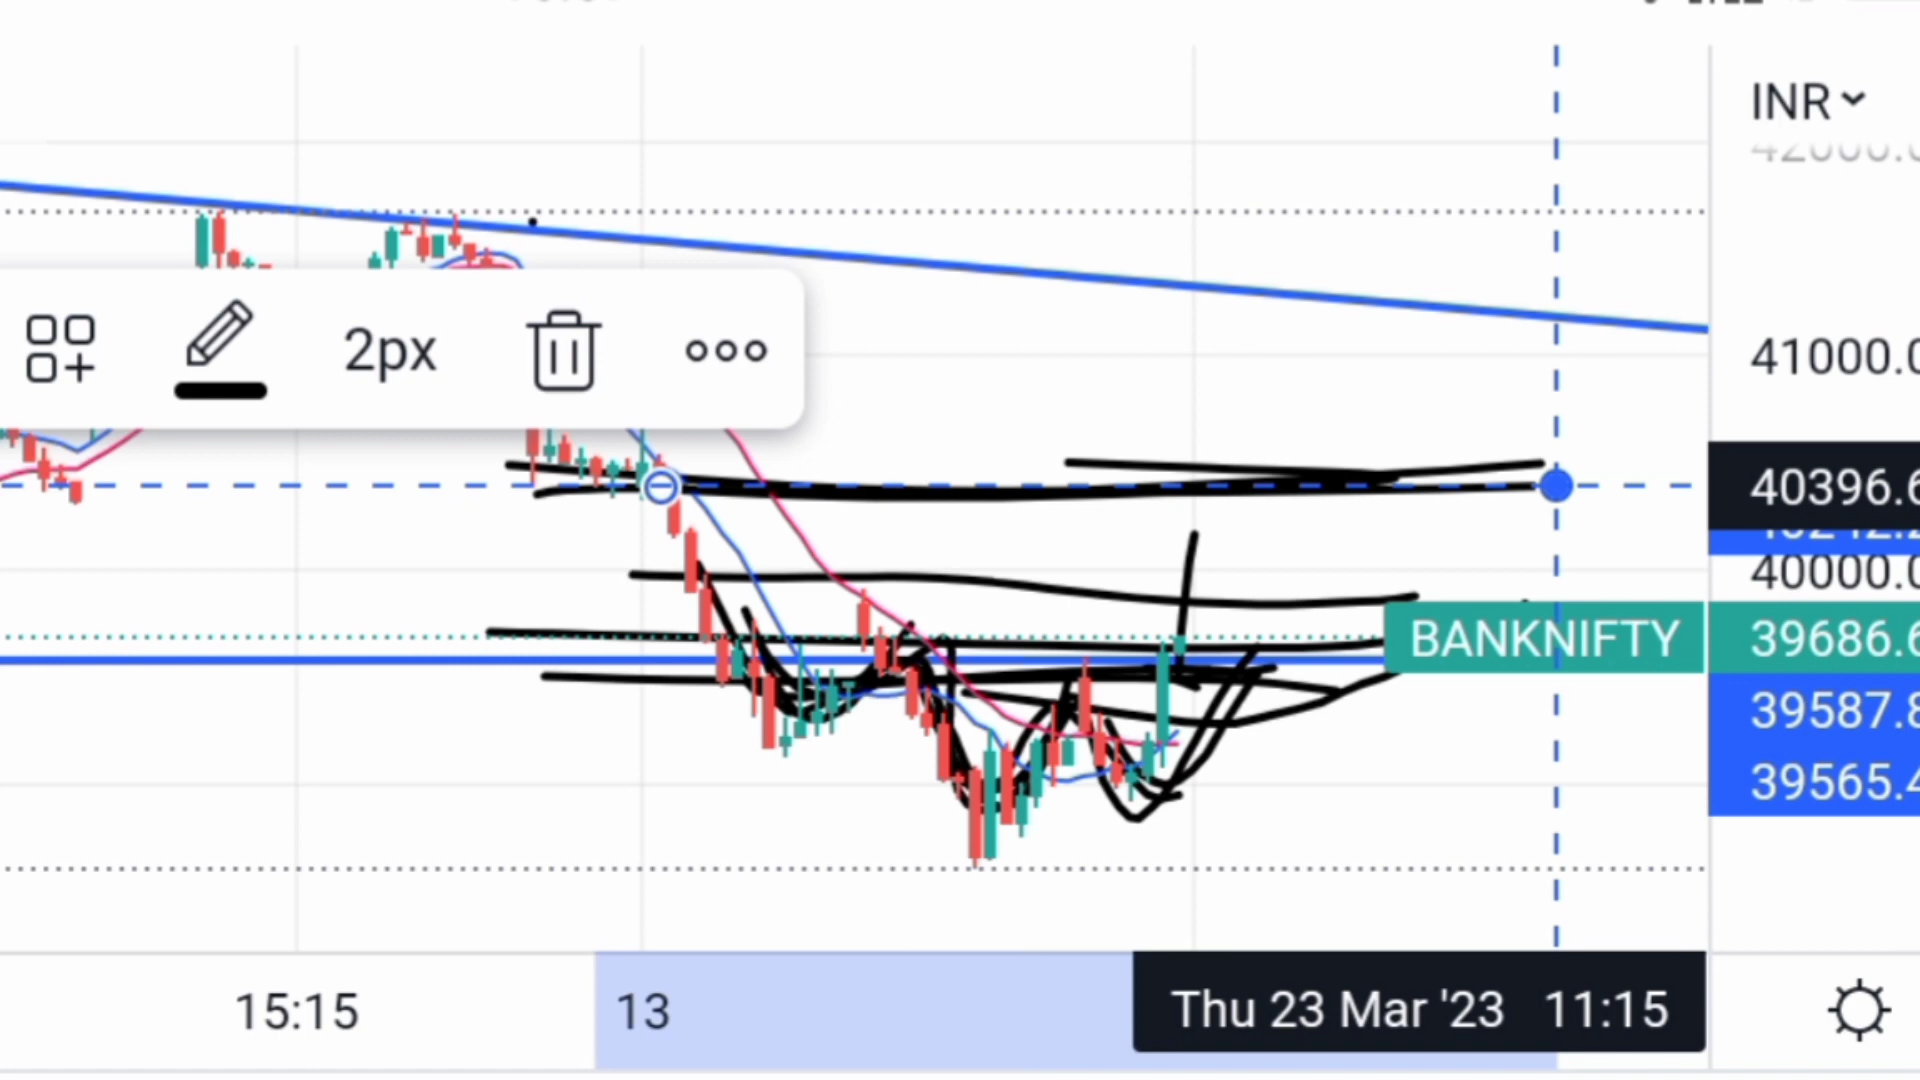 INR
2px
41000.0
40396.6
40000.0
BANKNIFTY 39686.6
39587.8
39565.4
15:15 13 Thu 23 Mar '23 11:15